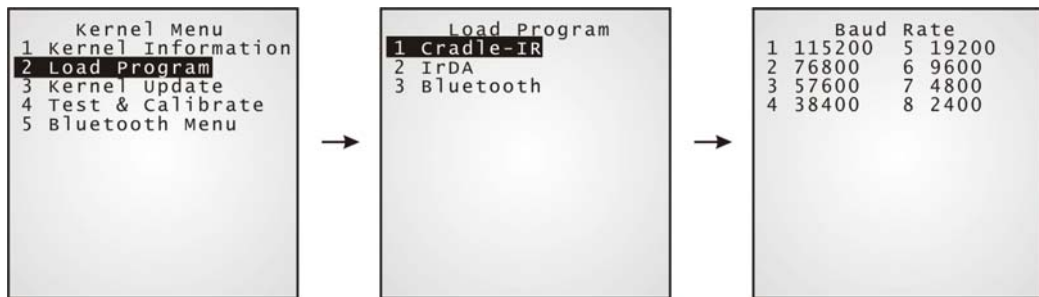 Kernel Menu
1 Kernel Information
2 Load Program
3 Kernel Update
4 Test & Calibrate
5 Bluetooth Menu
Load Program
1 Cradle-IR
2 IrDA
3 Bluetooth
Baud Rate
1 115200 5 19200
2 76800 6 9600
3 57600 7 4800
4 38400 8 2400